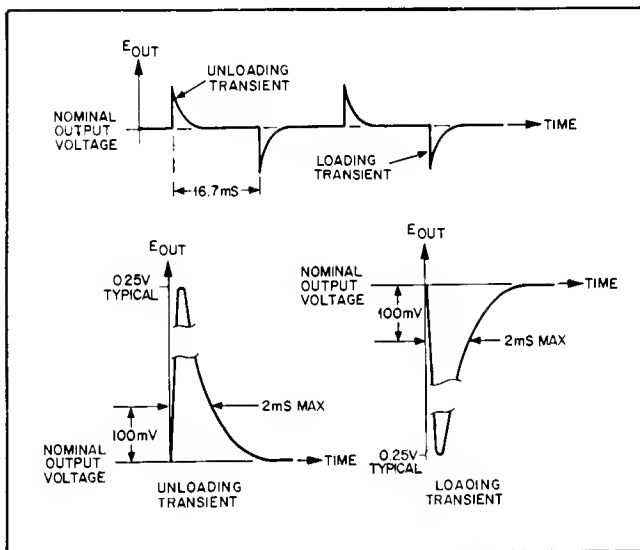 EOUT
UNLOADING
TRANSIENT
NOMINAL
OUTPUT
VOLTAGE
TIME
LOADING
TRANSIENT
16.7mS
EOUT
0.25V
TYPICAL
2mS MAX
100mV
NOMINAL
OUTPUT
VOLTAGE
TIME
UNLOADING
TRANSIENT
EOUT
NOMINAL
OUTPUT
VOLTAGE
TIME
100mV
2mS MAX
0.25V
TYPICAL
LOADING
TRANSIENT